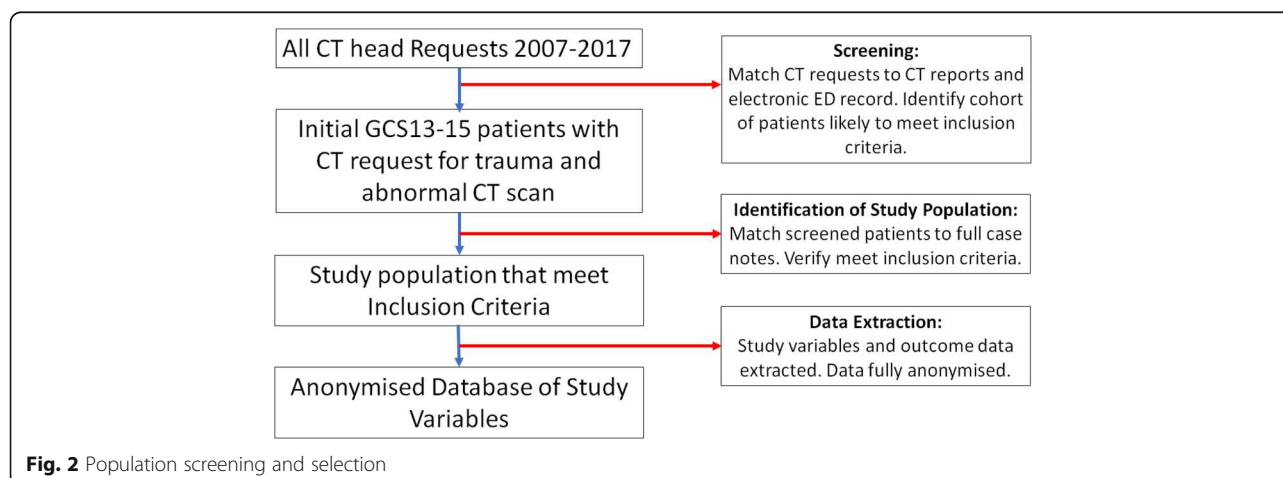 All CT head Requests 2007-2017
Screening:
Match CT requests to CT reports and
electronic ED record. Identify cohort
of patients likely to meet inclusion
criteria.
Initial GCS13-15 patients with
CT request for trauma and
abnormal CT scan
Identification of Study Population:
Match screened patients to full case
notes. Verify meet inclusion criteria.
Study population that meet
Inclusion Criteria
Data Extraction:
Study variables and outcome data
extracted. Data fully anonymised.
Anonymised Database of Study
Variables
Fig. 2 Population screening and selection